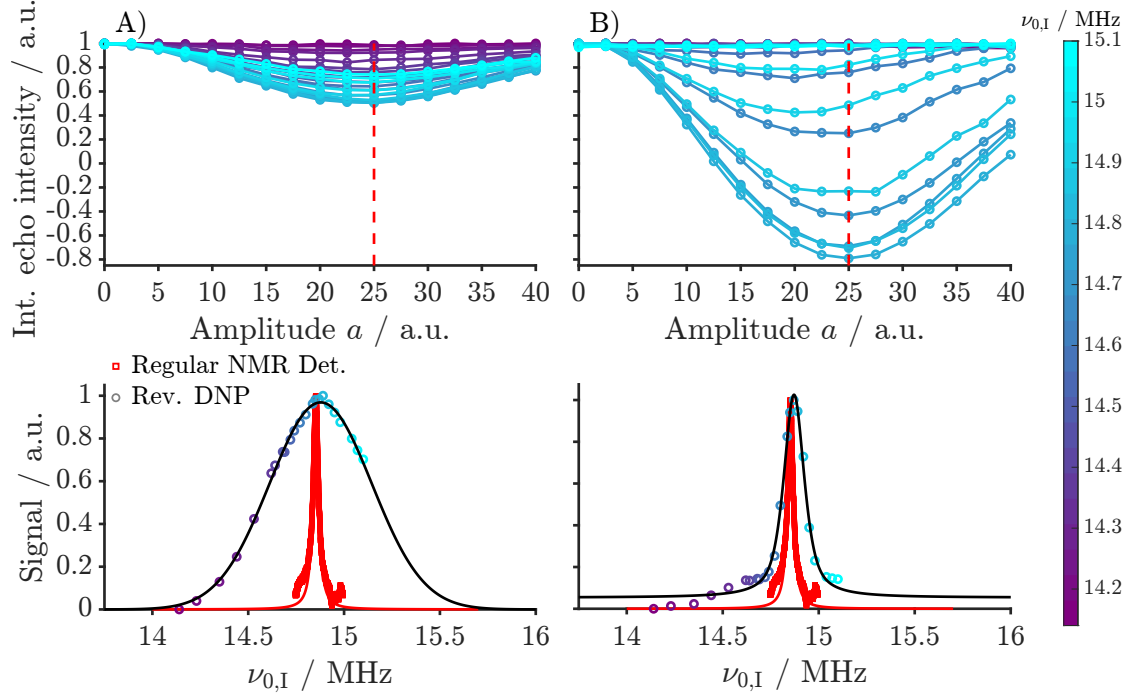 A)
B)
ν0,I / MHz
Int. echo intensity / a.u.
1
0.8
0.6
0.4
0.2
0
-0.2
-0.4
-0.6
-0.8
0 5 10 15 20 25 30 35 40
0 5 10 15 20 25 30 35 40
Amplitude a / a.u.
Amplitude a / a.u.
15.1
15
14.9
14.8
14.7
14.6
14.5
14.4
14.3
14.2
Regular NMR Det.
Rev. DNP
Signal / a.u.
1
0.8
0.6
0.4
0.2
0
14 14.5 15 15.5 16
14 14.5 15 15.5 16
ν0,I / MHz
ν0,I / MHz